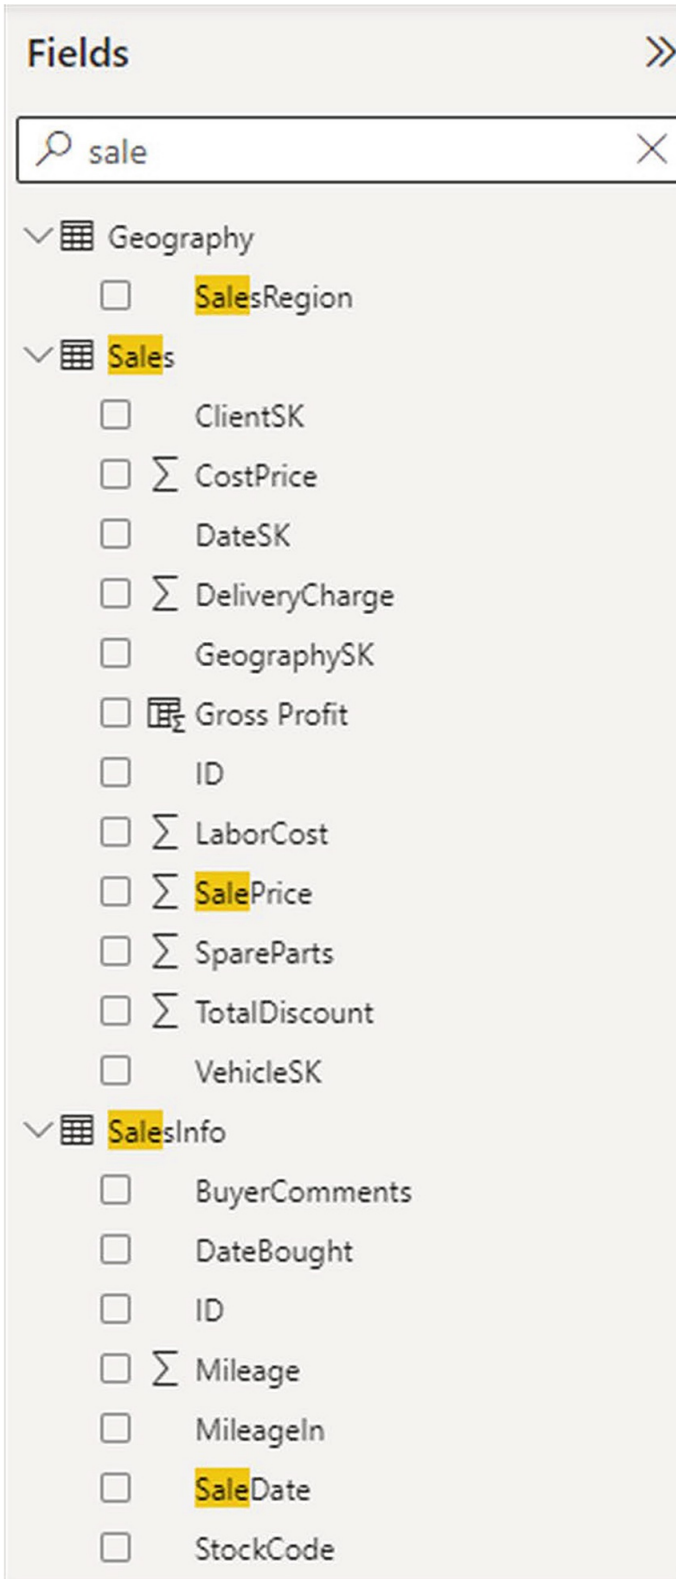 Fields
sale
Geography
SalesRegion
Sales
ClientSK
∑ CostPrice
DateSK
∑ DeliveryCharge
GeographySK
Gross Profit
ID
∑ LaborCost
∑ SalePrice
∑ SpareParts
∑ TotalDiscount
VehicleSK
SalesInfo
BuyerComments
DateBought
ID
∑ Mileage
MileageIn
SaleDate
StockCode